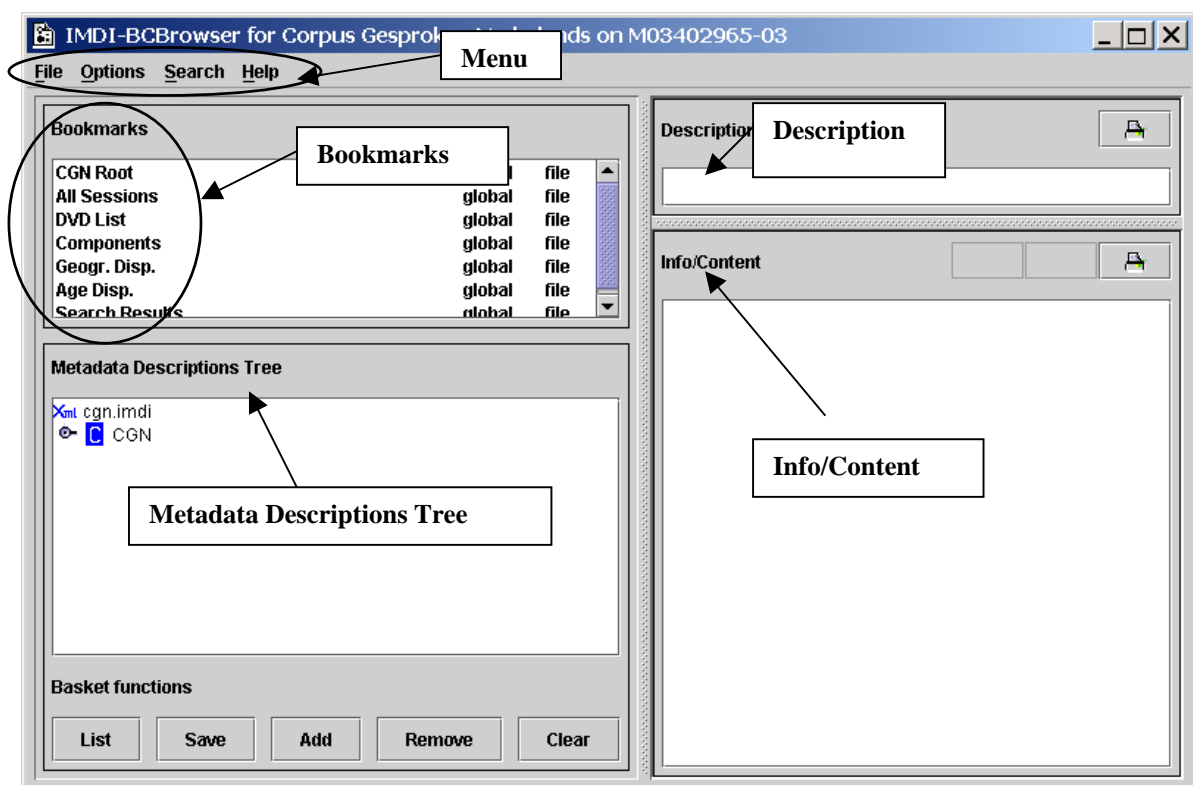 IMDI-BCBrowser for Corpus Gesprok nds on M03402965-03
Menu
File Options Search Help
Bookmarks
Bookmarks
CGN Root file
All Sessions global file
DVD List global file
Components global file
Geogr. Disp. global file
Age Disp. global file
Search Results global file
Metadata Descriptions Tree
Xml cgn.imdi
C CGN
Metadata Descriptions Tree
Basket functions
List Save Add Remove Clear
Description
Description
Info/Content
Info/Content